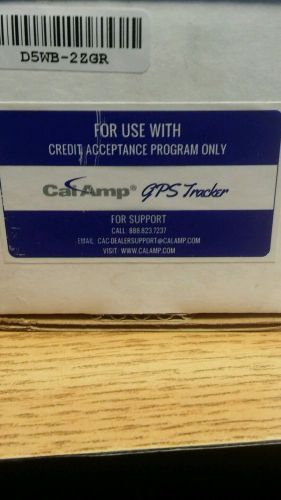 D5WB-2ZGR
FOR USE WITH
CREDIT ACCEPTANCE PROGRAM ONLY
CalAmp® GPS Tracker
FOR SUPPORT
CALL 888.823.7237
EMAIL CAC-DEALERSUPPORT@CALAMP.COM
VISIT: WWW.CALAMP.COM